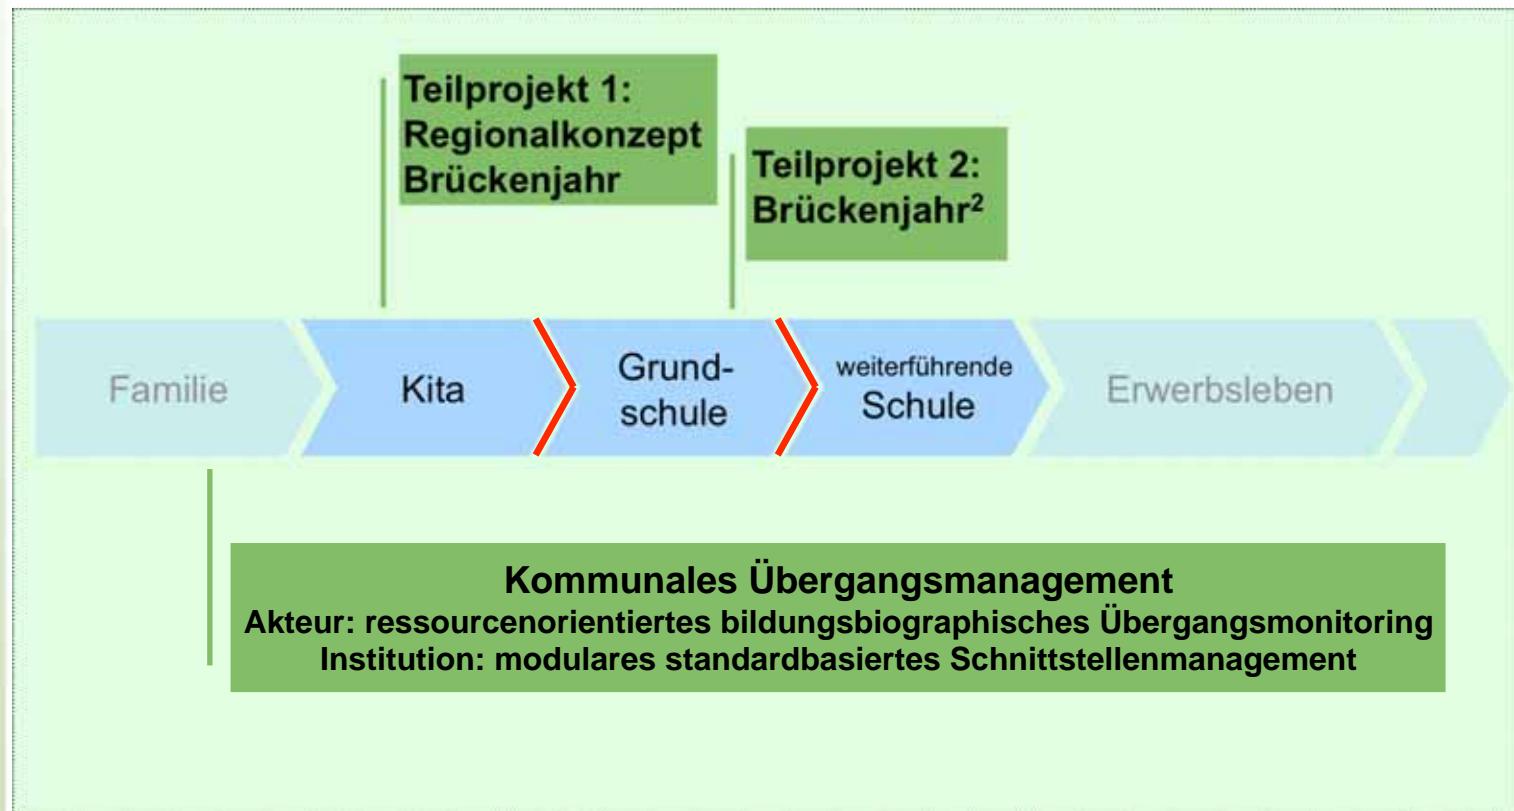 Teilprojekt 1:
Regionalkonzept
Brückenjahr
Teilprojekt 2:
Brückenjahr²
Familie
Kita
Grund-
schule
weiterführende
Schule
Erwerbsleben
Kommunales Übergangsmanagement
Akteur: ressourcenorientiertes bildungsbiographisches Übergangsmonitoring
Institution: modulares standardbasiertes Schnittstellenmanagement